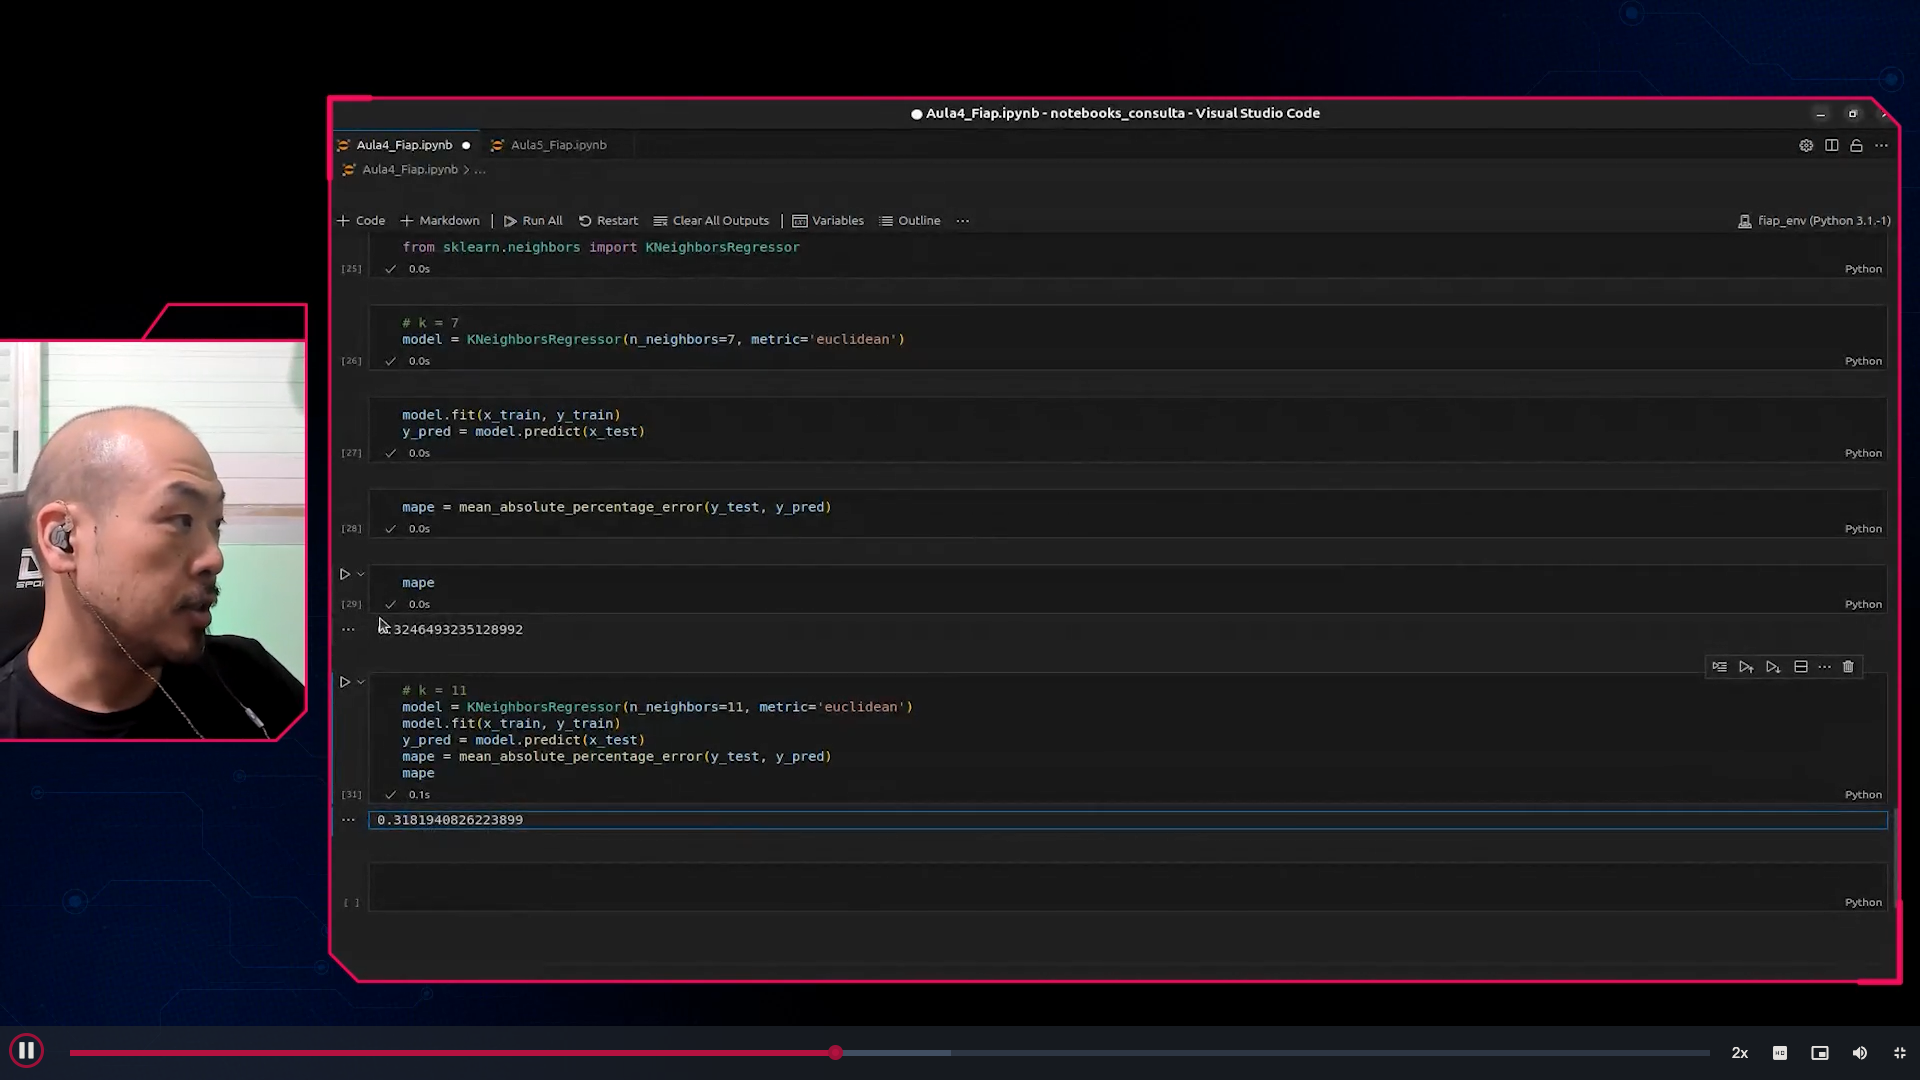 Aula4_Fiap.ipynb - notebooks_consulta - Visual Studio Code
Aula4_Fiap.ipynb
Aula5_Fiap.ipynb
Aula4_Fiap.ipynb > ...
Code
Markdown
Run All
Restart
Clear All Outputs
Variables
Outline
...
fiap_env (Python 3.1.-1)
from sklearn.neighbors import KNeighborsRegressor
[25]
0.0s
Python
# k = 7
model = KNeighborsRegressor(n_neighbors=7, metric='euclidean')
[26]
0.0s
Python
model.fit(x_train, y_train)
y_pred = model.predict(x_test)
[27]
0.0s
Python
mape = mean_absolute_percentage_error(y_test, y_pred)
[28]
0.0s
Python
mape
[29]
0.0s
Python
... .3246493235128992
# k = 11
model = KNeighborsRegressor(n_neighbors=11, metric='euclidean')
model.fit(x_train, y_train)
y_pred = model.predict(x_test)
mape = mean_absolute_percentage_error(y_test, y_pred)
mape
[31]
0.1s
Python
... 0.3181940826223899
[ ]
Python
2x
HD